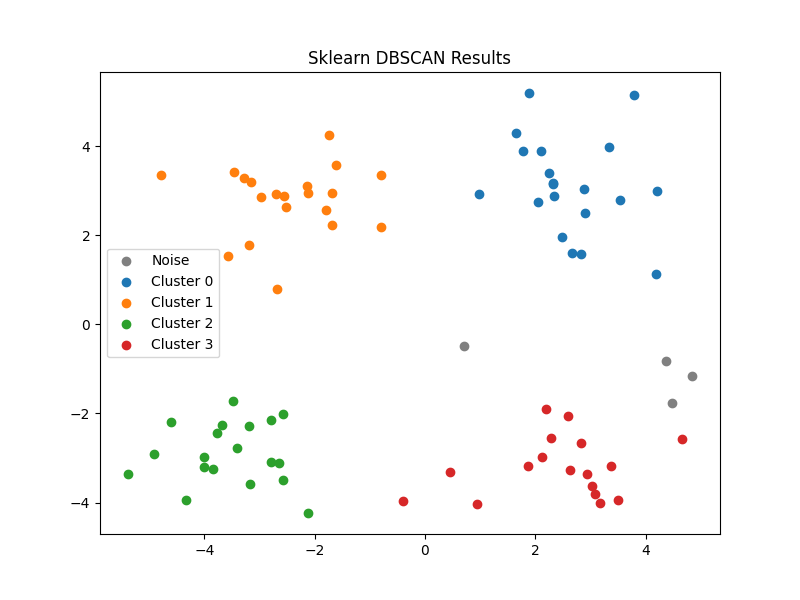 Sklearn DBSCAN Results
4
2
0
−2
−4
Noise
Cluster 0
Cluster 1
Cluster 2
Cluster 3
−4 −2 0 2 4